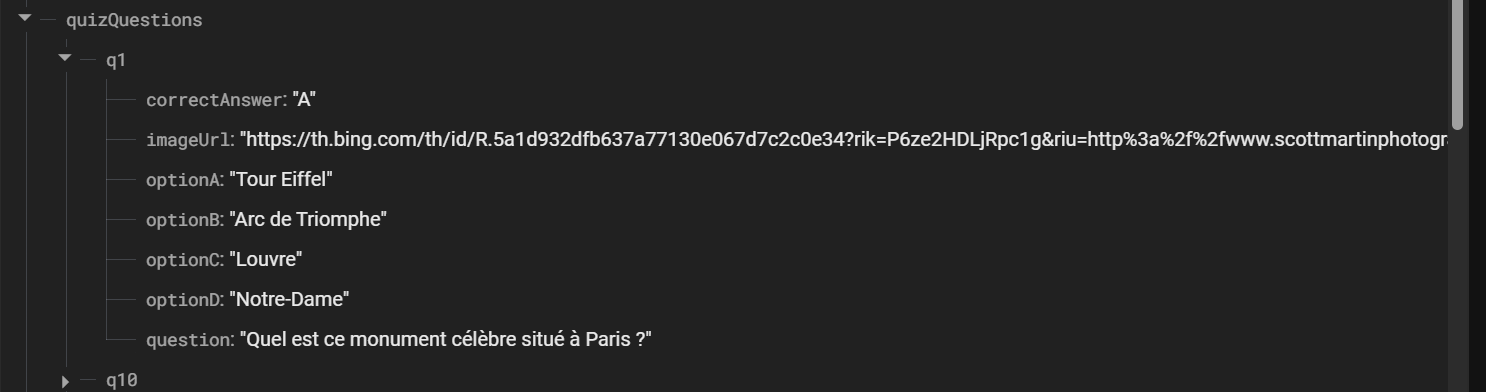 quizQuestions
q1
correctAnswer: "A"
imageUrl: "https://th.bing.com/th/id/R.5a1d932dfb637a77130e067d7c2c0e34?rik=P6ze2HDLjRpc1g&riu=http%3a%2f%2fwww.scottmartinphotogr
optionA: "Tour Eiffel"
optionB: "Arc de Triomphe"
optionC: "Louvre"
optionD: "Notre-Dame"
question: "Quel est ce monument célèbre situé à Paris ?"
q10